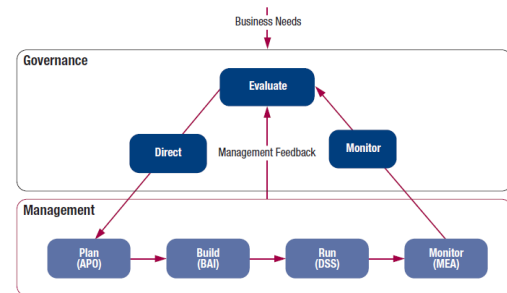 Business Needs
Governance
Evaluate
Direct
Management Feedback
Monitor
Management
Plan
(APO)
Build
(BAI)
Run
(DSS)
Monitor
(MEA)